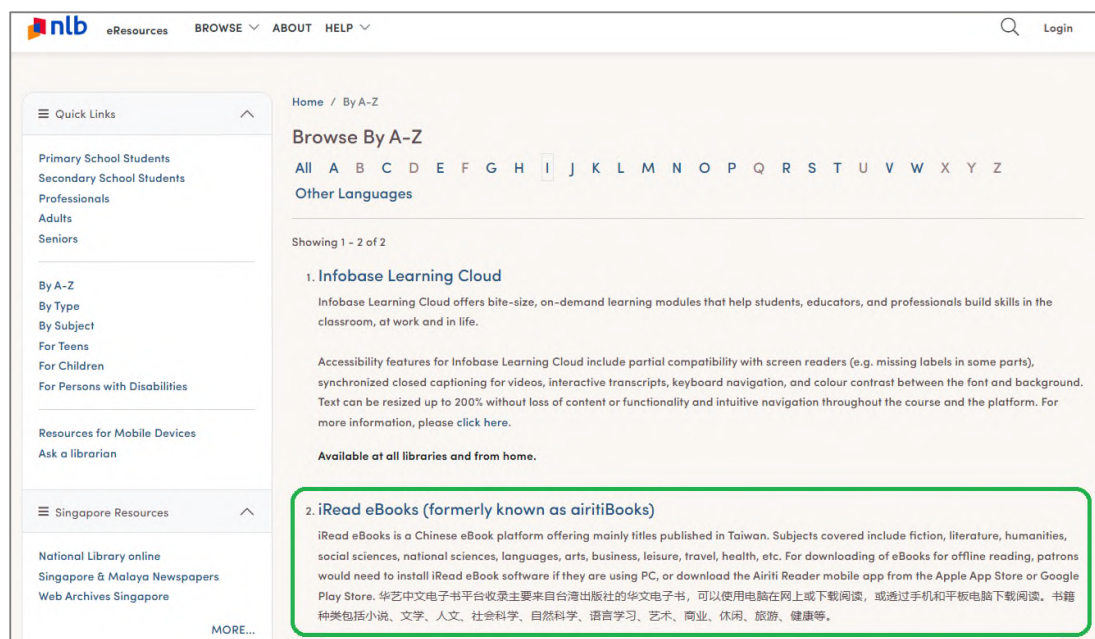 nlb eResources BROWSE ABOUT HELP Login
Quick Links
Primary School Students
Secondary School Students
Professionals
Adults
Seniors
By A-Z
By Type
By Subject
For Teens
For Children
For Persons with Disabilities
Resources for Mobile Devices
Ask a librarian
Singapore Resources
National Library online
Singapore & Malaya Newspapers
Web Archives Singapore
MORE...
Home / By A-Z
Browse By A-Z
All A B C D E F G H I J K L M N O P Q R S T U V W X Y Z
Other Languages
Showing 1 - 2 of 2
1. Infobase Learning Cloud
Infobase Learning Cloud offers bite-size, on-demand learning modules that help students, educators, and professionals build skills in the
classroom, at work and in life.
Accessibility features for Infobase Learning Cloud include partial compatibility with screen readers (e.g. missing labels in some parts),
synchronized closed captioning for videos, interactive transcripts, keyboard navigation, and colour contrast between the font and background.
Text can be resized up to 200% without loss of content or functionality and intuitive navigation throughout the course and the platform. For
more information, please click here.
Available at all libraries and from home.
2. iRead eBooks (formerly known as airitiBooks)
iRead eBooks is a Chinese eBook platform offering mainly titles published in Taiwan. Subjects covered include fiction, literature, humanities,
social sciences, national sciences, languages, arts, business, leisure, travel, health, etc. For downloading of eBooks for offline reading, patrons
would need to install iRead eBook software if they are using PC, or download the Airiti Reader mobile app from the Apple App Store or Google
Play Store. 华艺中文电子书平台收录主要来自台湾出版社的华文电子书，可以使用电脑在网上或下载阅读，或透过手机和平板电脑下载阅读。书籍
种类包括小说、文学、人文、社会科学、自然科学、语言学习、艺术、商业、休闲、旅游、健康等。